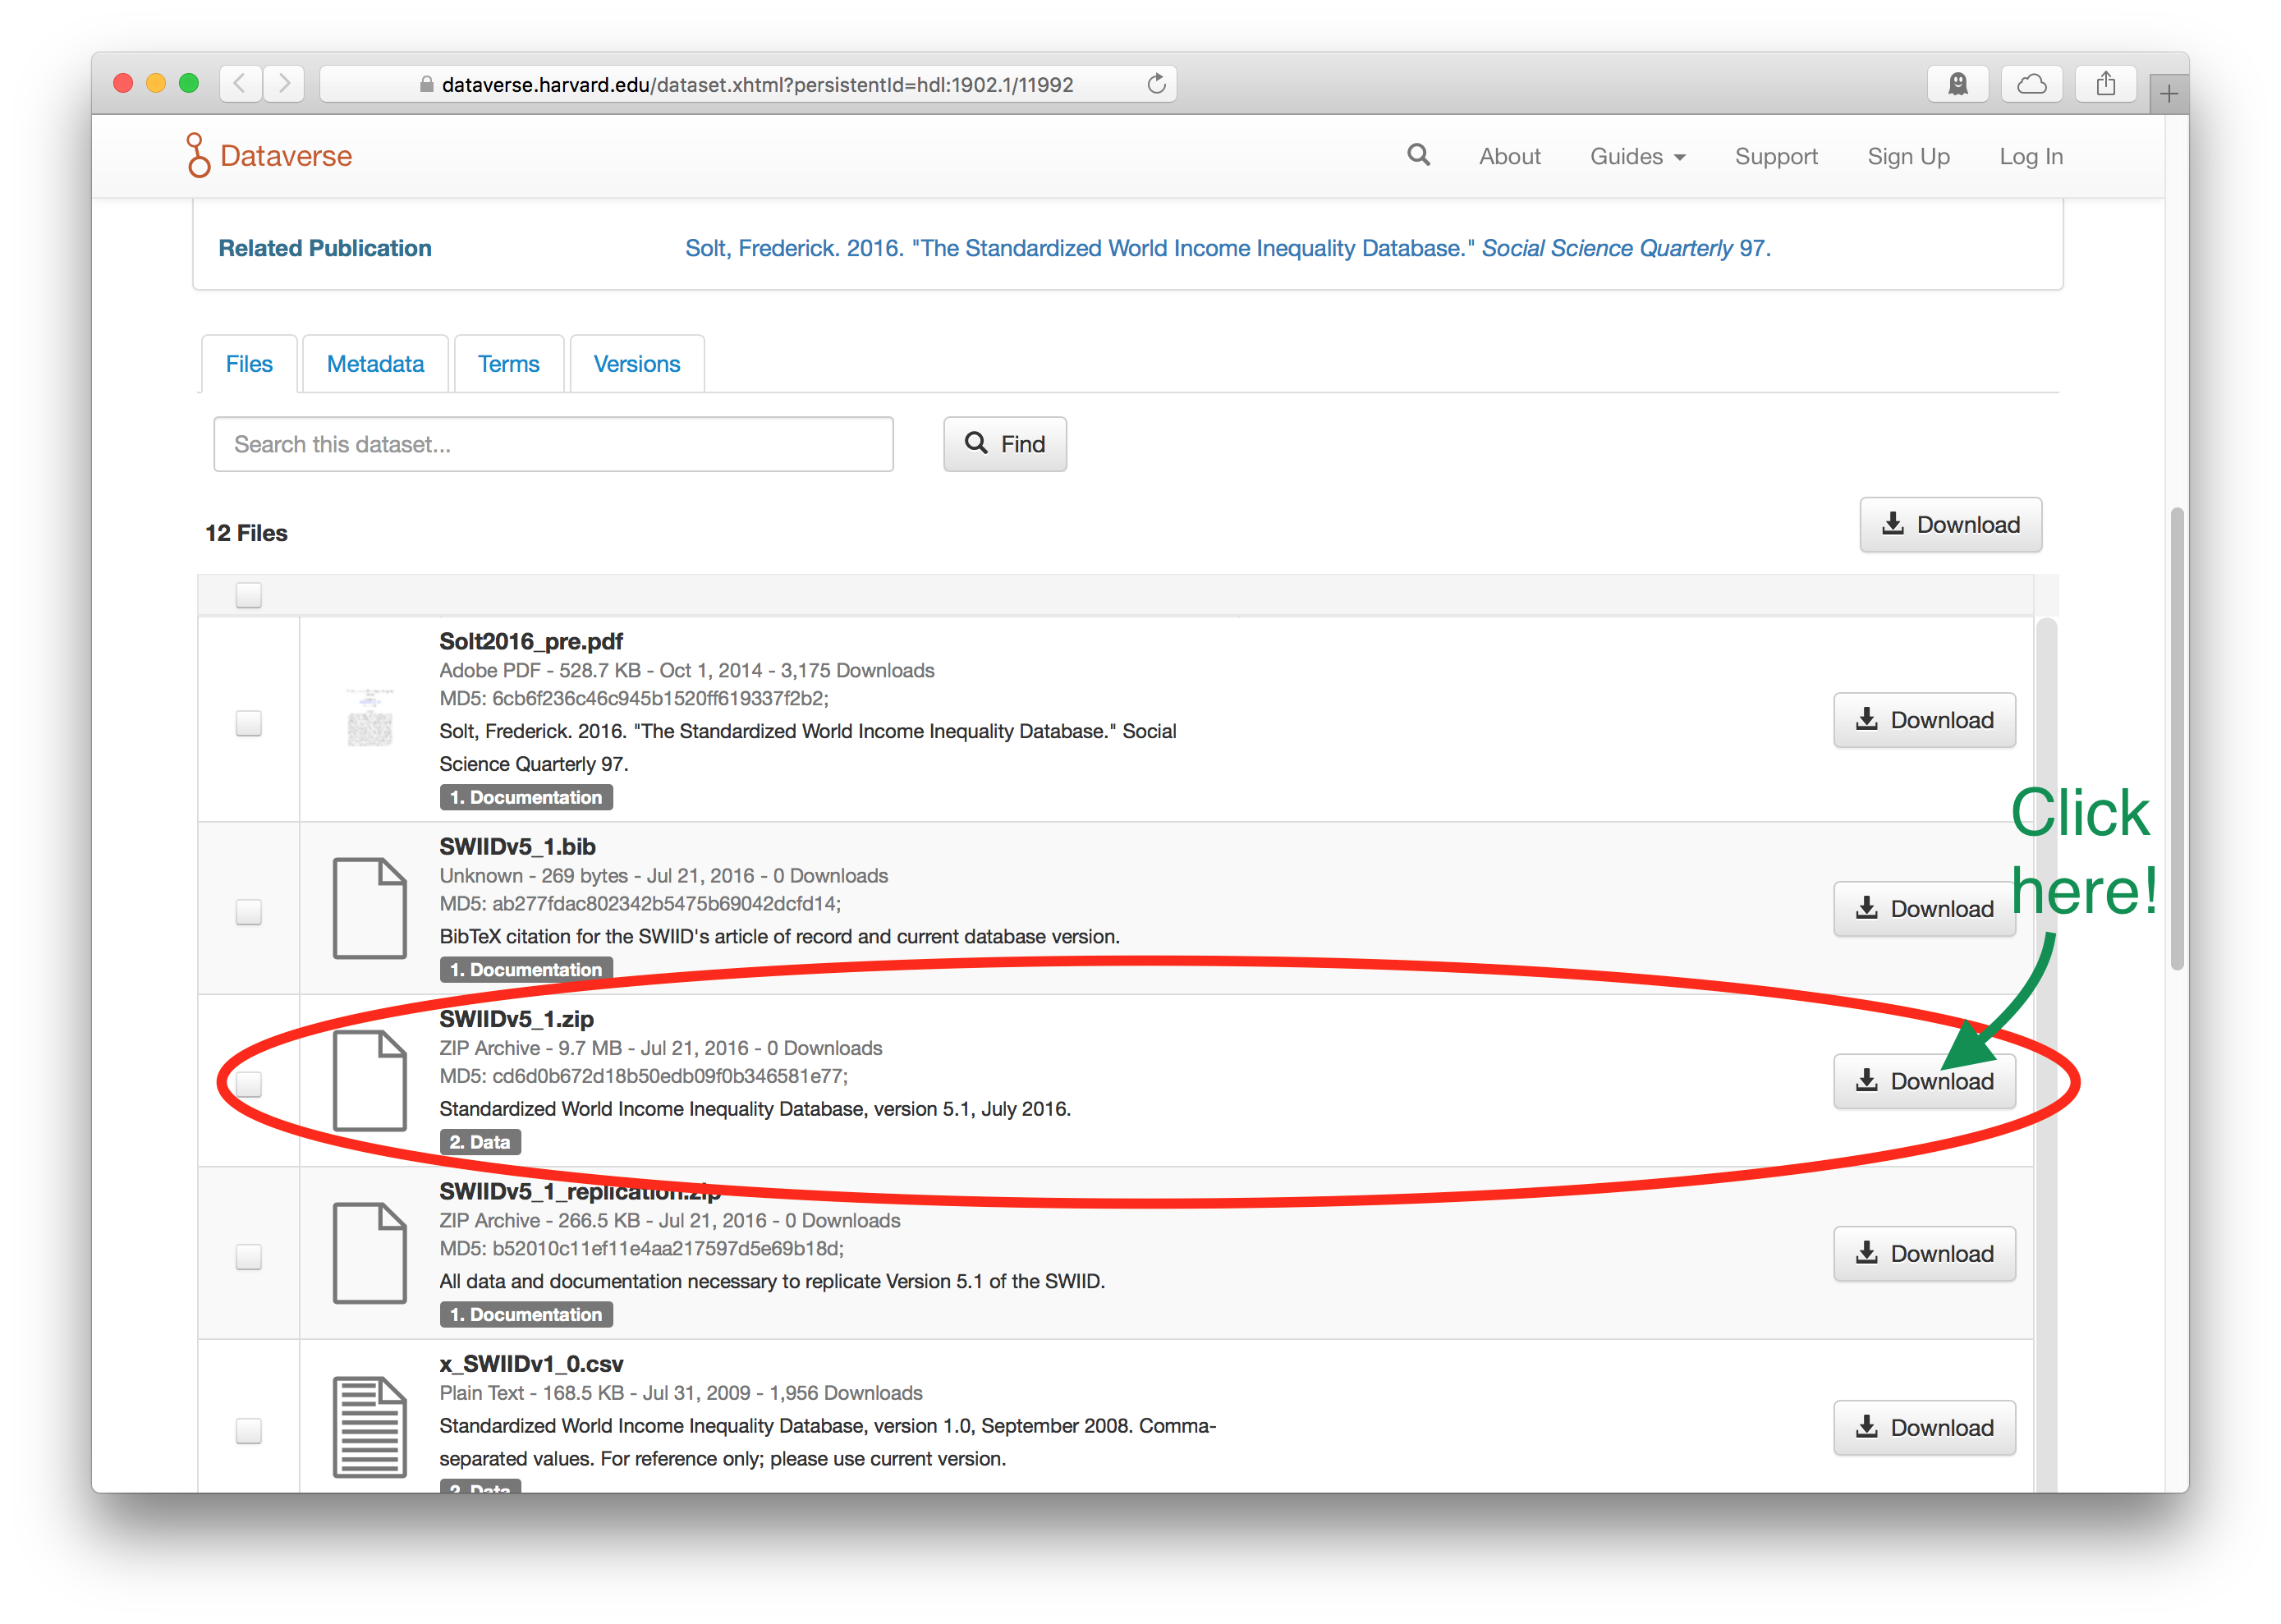 dataverse.harvard.edu/dataset.xhtml?persistentId=hdl:1902.1/11992
Dataverse
About Guides Support Sign Up Log In
Related Publication Solt, Frederick. 2016. "The Standardized World Income Inequality Database." Social Science Quarterly 97.
Files Metadata Terms Versions
Search this dataset... Find
12 Files Download
Solt2016_pre.pdf
Adobe PDF - 528.7 KB - Oct 1, 2014 - 3,175 Downloads
MD5: 6cb6f236c46c945b1520ff619337f2b2;
Solt, Frederick. 2016. "The Standardized World Income Inequality Database." Social
Science Quarterly 97.
1. Documentation
Download
Click
here!
SWIIDv5_1.bib
Unknown - 269 bytes - Jul 21, 2016 - 0 Downloads
MD5: ab277fdac802342b5475b69042dcfd14;
BibTeX citation for the SWIID's article of record and current database version.
1. Documentation
Download
SWIIDv5_1.zip
ZIP Archive - 9.7 MB - Jul 21, 2016 - 0 Downloads
MD5: cd6d0b672d18b50edb09f0b346581e77;
Standardized World Income Inequality Database, version 5.1, July 2016.
2. Data
Download
SWIIDv5_1_replication.zip
ZIP Archive - 266.5 KB - Jul 21, 2016 - 0 Downloads
MD5: b52010c11ef11e4aa217597d5e69b18d;
All data and documentation necessary to replicate Version 5.1 of the SWIID.
1. Documentation
Download
x_SWIIDv1_0.csv
Plain Text - 168.5 KB - Jul 31, 2009 - 1,956 Downloads
Standardized World Income Inequality Database, version 1.0, September 2008. Comma-
separated values. For reference only; please use current version.
2. Data
Download